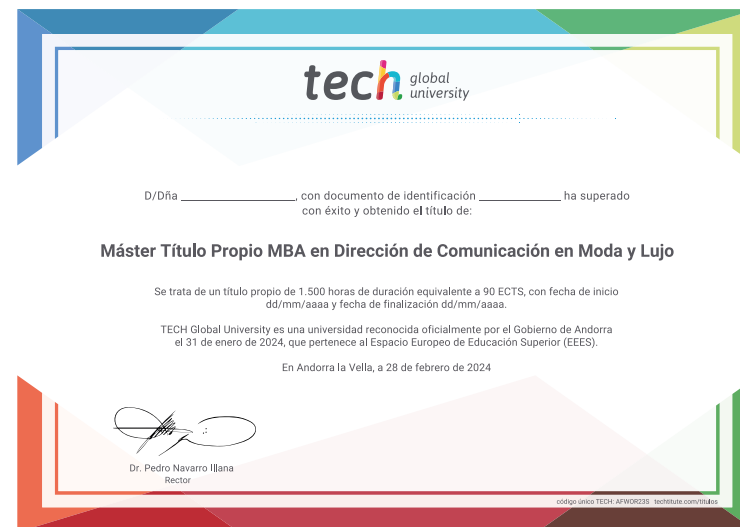 tech global university
D/Dña ____________________, con documento de identificación ______________ ha superado
con éxito y obtenido el título de:
Máster Título Propio MBA en Dirección de Comunicación en Moda y Lujo
Se trata de un título propio de 1.500 horas de duración equivalente a 90 ECTS, con fecha de inicio
dd/mm/aaaa y fecha de finalización dd/mm/aaaa.
TECH Global University es una universidad reconocida oficialmente por el Gobierno de Andorra
el 31 de enero de 2024, que pertenece al Espacio Europeo de Educación Superior (EEES).
En Andorra la Vella, a 28 de febrero de 2024
Dr. Pedro Navarro Illana
Rector
código único TECH: AFWOR23S techtitute.com/titulos